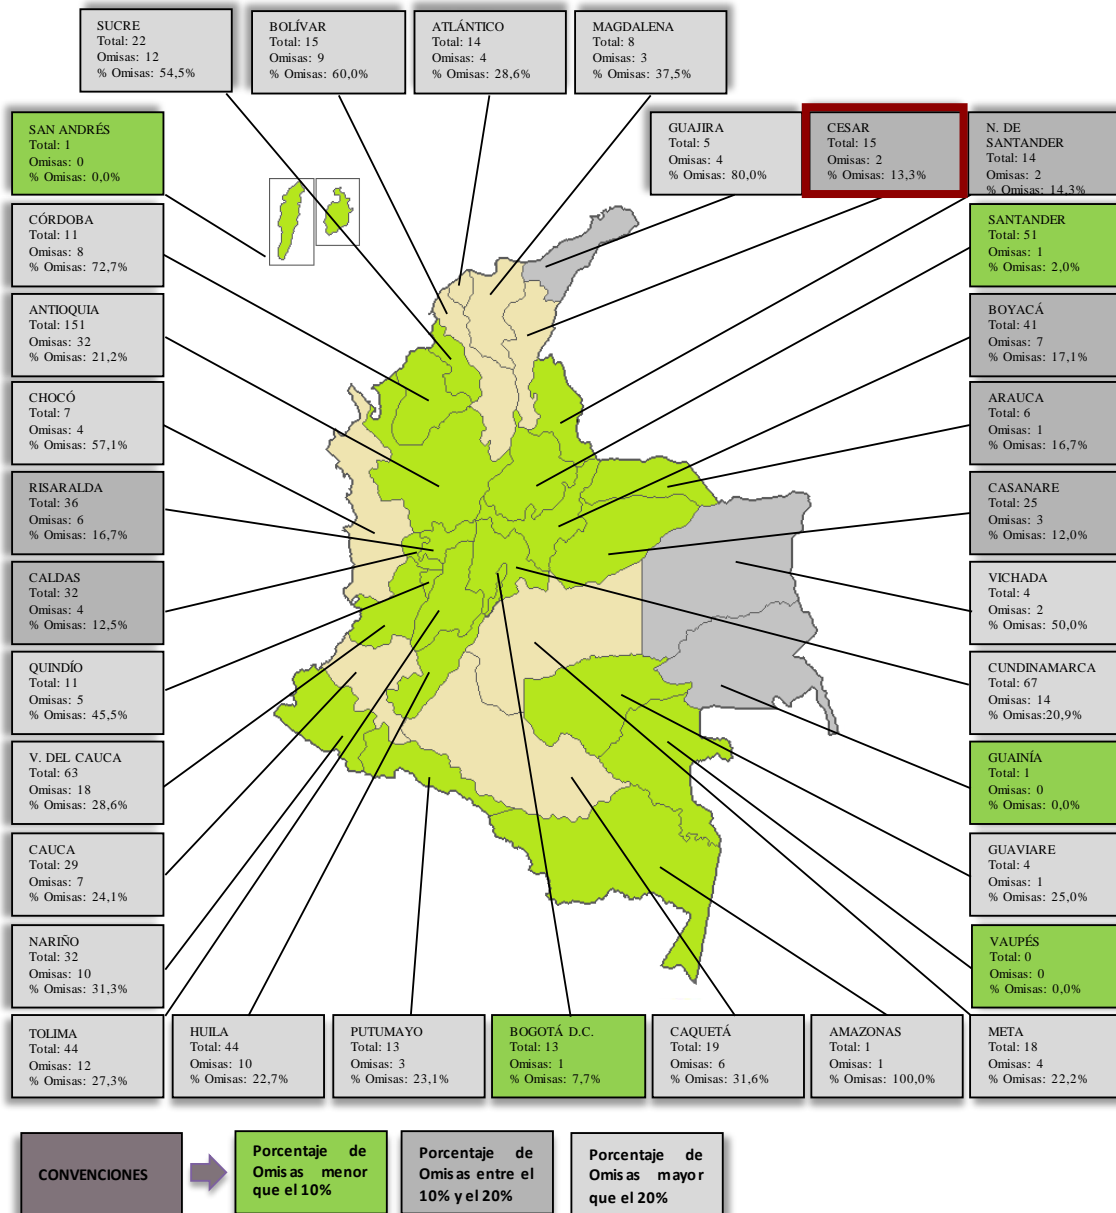 SUCRE
Total: 22
Omisas: 12
% Omisas: 54,5%
BOLÍVAR
Total: 15
Omisas: 9
% Omisas: 60,0%
ATLÁNTICO
Total: 14
Omisas: 4
% Omisas: 28,6%
MAGDALENA
Total: 8
Omisas: 3
% Omisas: 37,5%
SAN ANDRÉS
Total: 1
Omisas: 0
% Omisas: 0,0%
GUAJIRA
Total: 5
Omisas: 4
% Omisas: 80,0%
CESAR
Total: 15
Omisas: 2
% Omisas: 13,3%
N. DE
SANTANDER
Total: 14
Omisas: 2
% Omisas: 14,3%
CÓRDOBA
Total: 11
Omisas: 8
% Omisas: 72,7%
SANTANDER
Total: 51
Omisas: 1
% Omisas: 2,0%
ANTIOQUIA
Total: 151
Omisas: 32
% Omisas: 21,2%
BOYACÁ
Total: 41
Omisas: 7
% Omisas: 17,1%
CHOCÓ
Total: 7
Omisas: 4
% Omisas: 57,1%
ARAUCA
Total: 6
Omisas: 1
% Omisas: 16,7%
RISARALDA
Total: 36
Omisas: 6
% Omisas: 16,7%
CASANARE
Total: 25
Omisas: 3
% Omisas: 12,0%
CALDAS
Total: 32
Omisas: 4
% Omisas: 12,5%
VICHADA
Total: 4
Omisas: 2
% Omisas: 50,0%
QUINDÍO
Total: 11
Omisas: 5
% Omisas: 45,5%
CUNDINAMARCA
Total: 67
Omisas: 14
% Omisas:20,9%
V. DEL CAUCA
Total: 63
Omisas: 18
% Omisas: 28,6%
GUAINÍA
Total: 1
Omisas: 0
% Omisas: 0,0%
CAUCA
Total: 29
Omisas: 7
% Omisas: 24,1%
GUAVIARE
Total: 4
Omisas: 1
% Omisas: 25,0%
NARIÑO
Total: 32
Omisas: 10
% Omisas: 31,3%
VAUPÉS
Total: 0
Omisas: 0
% Omisas: 0,0%
TOLIMA
Total: 44
Omisas: 12
% Omisas: 27,3%
HUILA
Total: 44
Omisas: 10
% Omisas: 22,7%
PUTUMAYO
Total: 13
Omisas: 3
% Omisas: 23,1%
BOGOTÁ D.C.
Total: 13
Omisas: 1
% Omisas: 7,7%
CAQUETÁ
Total: 19
Omisas: 6
% Omisas: 31,6%
AMAZONAS
Total: 1
Omisas: 1
% Omisas: 100,0%
META
Total: 18
Omisas: 4
% Omisas: 22,2%
CONVENCIONES
Porcentaje de
Omisas menor
que el 10%
Porcentaje de
Omisas entre el
10% y el 20%
Porcentaje de
Omisas mayor
que el 20%